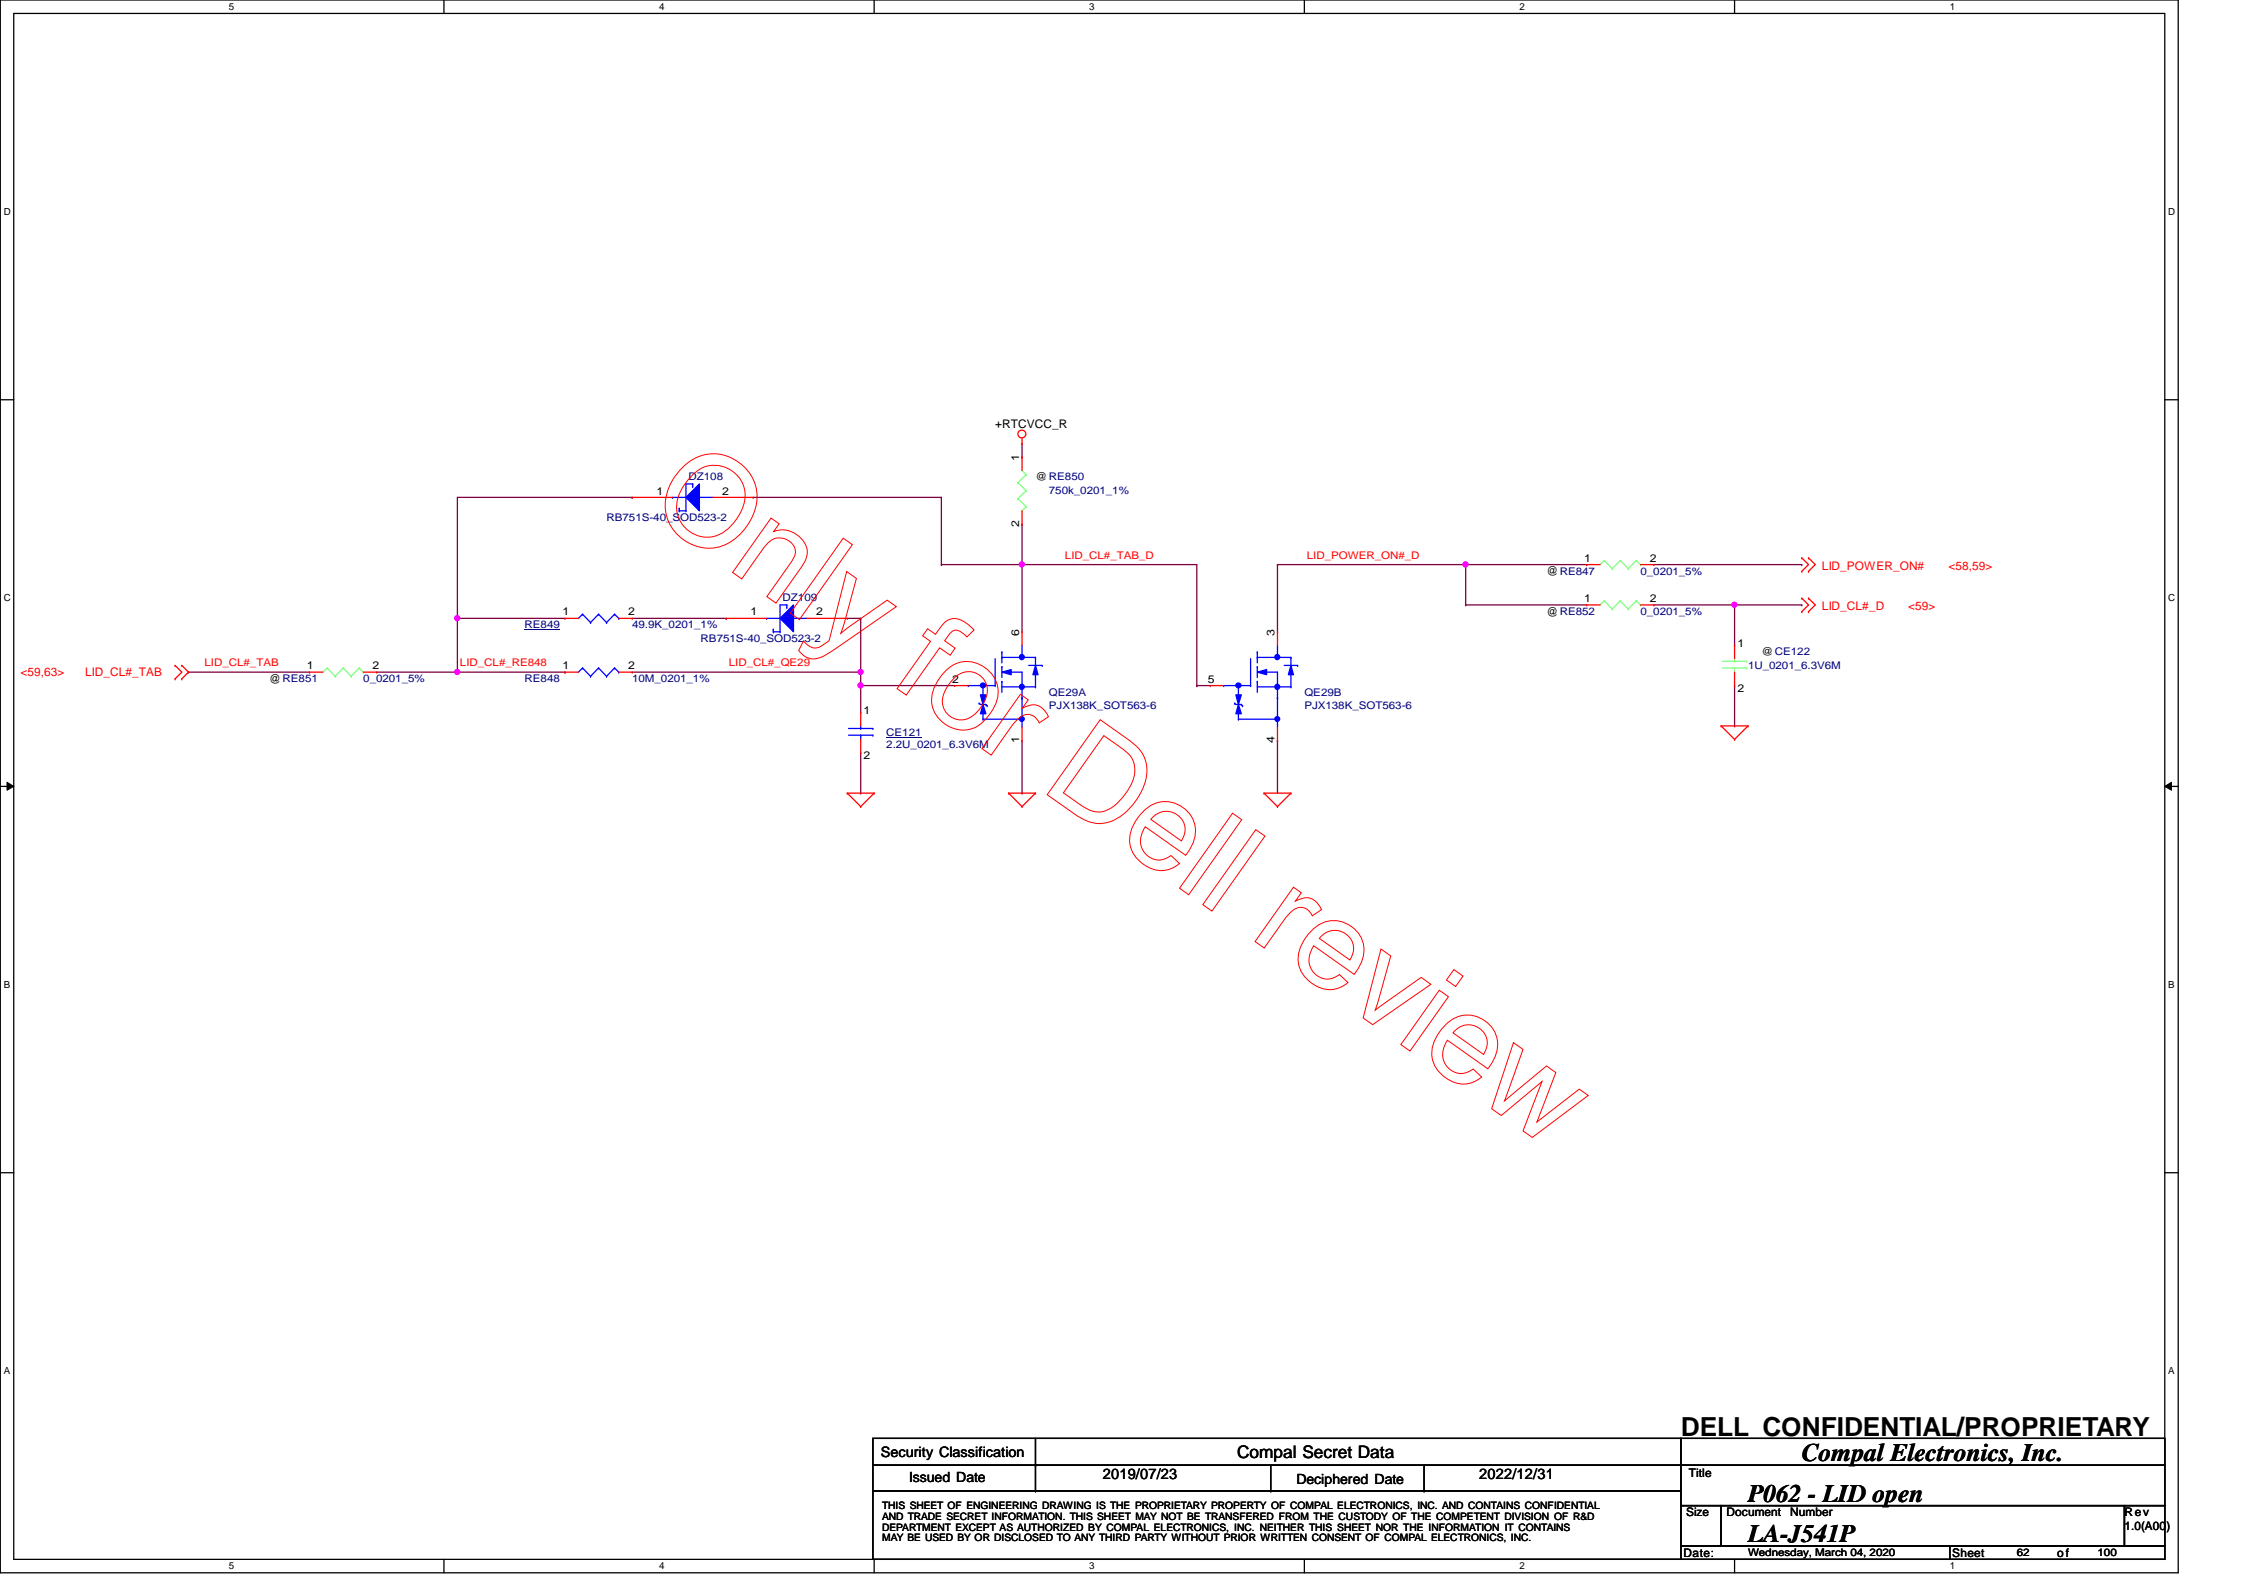 5 4 3 2 1
D D
+RTCVCC_R
1
@ RE850
750k_0201_1%
2
DZ108
1 2
RB751S-40_SOD523-2
LID_CL#_TAB_D
LID_POWER_ON#_D
1 2
@ RE847 0_0201_5%
LID_POWER_ON# <58,59>
1 2
@ RE852 0_0201_5%
LID_CL#_D <59>
C C
DZ109
1 2 1 2
RE849 49.9K_0201_1%
RB751S-40_SOD523-2
6
3
<59,63> LID_CL#_TAB
LID_CL#_TAB
1 2
@ RE851 0_0201_5%
LID_CL#_RE848
1 2
RE848 10M_0201_1%
LID_CL#_QE29
2
QE29A
PJX138K_SOT563-6
1
5
QE29B
PJX138K_SOT563-6
4
1
@ CE122
1U_0201_6.3V6M
2
1
CE121
2.2U_0201_6.3V6M
2
Only for Dell review
B B
A A
DELL CONFIDENTIAL/PROPRIETARY
Security Classification Compal Secret Data
Compal Electronics, Inc.
Issued Date 2019/07/23 Deciphered Date 2022/12/31
Title
P062 - LID open
THIS SHEET OF ENGINEERING DRAWING IS THE PROPRIETARY PROPERTY OF COMPAL ELECTRONICS, INC. AND CONTAINS CONFIDENTIAL
AND TRADE SECRET INFORMATION. THIS SHEET MAY NOT BE TRANSFERED FROM THE CUSTODY OF THE COMPETENT DIVISION OF R&D
DEPARTMENT EXCEPT AS AUTHORIZED BY COMPAL ELECTRONICS, INC. NEITHER THIS SHEET NOR THE INFORMATION IT CONTAINS
MAY BE USED BY OR DISCLOSED TO ANY THIRD PARTY WITHOUT PRIOR WRITTEN CONSENT OF COMPAL ELECTRONICS, INC.
Size Document Number Rev
LA-J541P 1.0(A00)
Date: Wednesday, March 04, 2020 Sheet 62 of 100
5 4 3 2 1